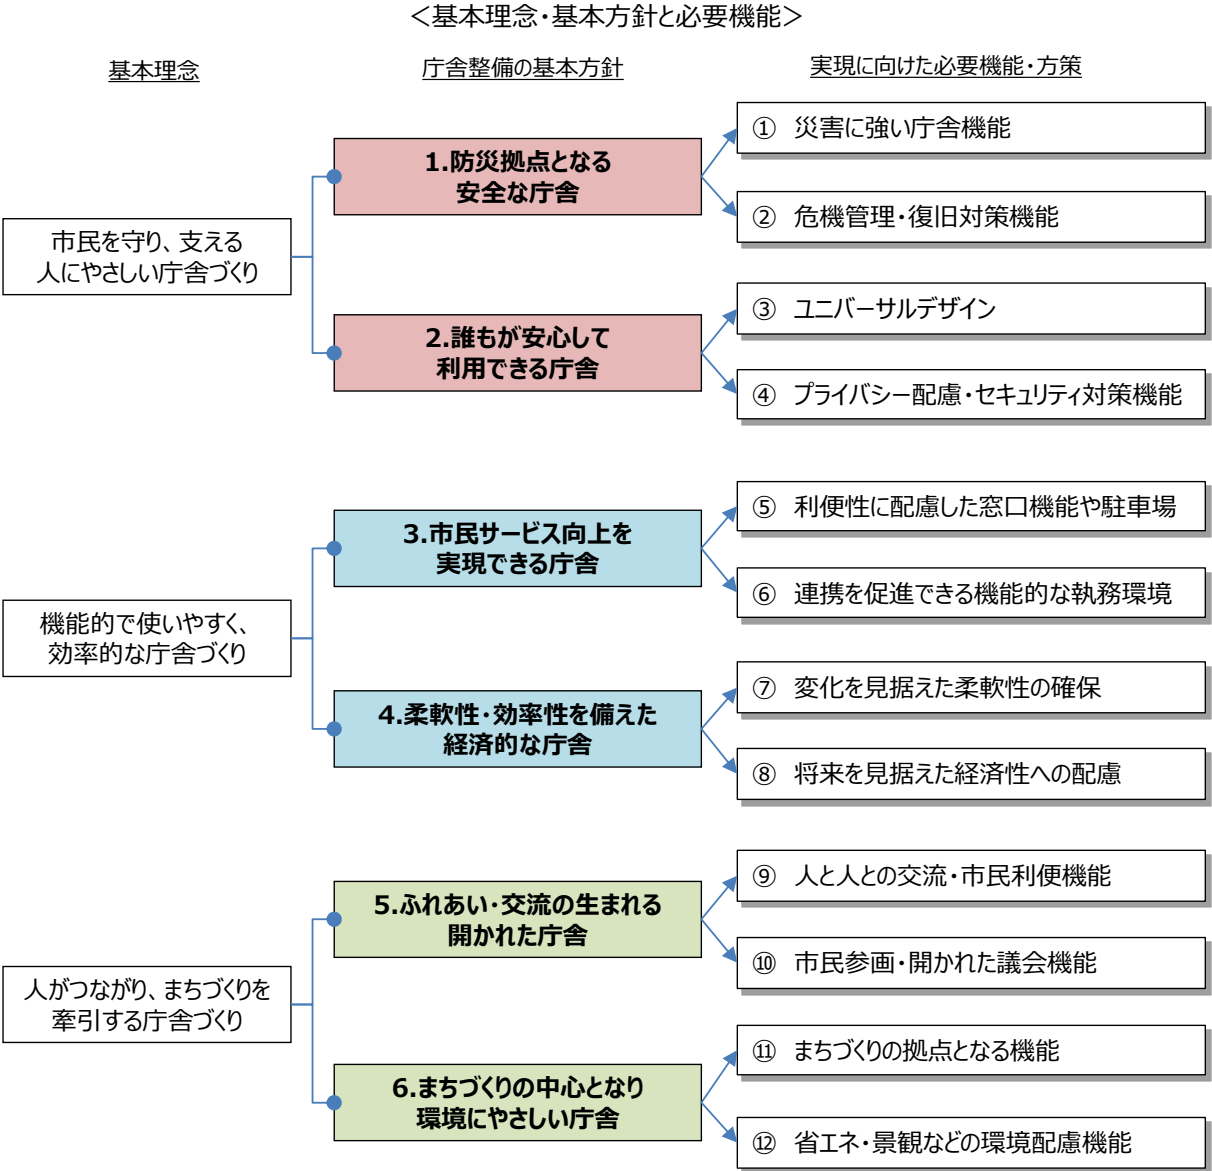 ＜基本理念・基本方針と必要機能＞
基本理念
庁舎整備の基本方針
実現に向けた必要機能・方策
市民を守り、支える
人にやさしい庁舎づくり
1.防災拠点となる
安全な庁舎
① 災害に強い庁舎機能
② 危機管理・復旧対策機能
2.誰もが安心して
利用できる庁舎
③ ユニバーサルデザイン
④ プライバシー配慮・セキュリティ対策機能
機能的で使いやすく、
効率的な庁舎づくり
3.市民サービス向上を
実現できる庁舎
⑤ 利便性に配慮した窓口機能や駐車場
⑥ 連携を促進できる機能的な執務環境
4.柔軟性・効率性を備えた
経済的な庁舎
⑦ 変化を見据えた柔軟性の確保
⑧ 将来を見据えた経済性への配慮
人がつながり、まちづくりを
牽引する庁舎づくり
5.ふれあい・交流の生まれる
開かれた庁舎
⑨ 人と人との交流・市民利便機能
⑩ 市民参画・開かれた議会機能
6.まちづくりの中心となり
環境にやさしい庁舎
⑪ まちづくりの拠点となる機能
⑫ 省エネ・景観などの環境配慮機能